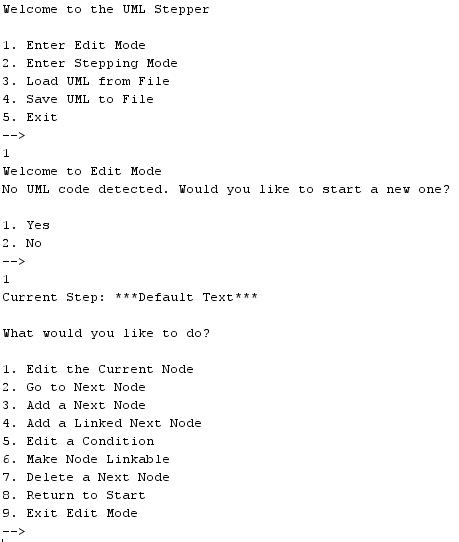 Welcome to the UML Stepper
1. Enter Edit Mode
2. Enter Stepping Mode
3. Load UML from File
4. Save UML to File
5. Exit
-->
1
Welcome to Edit Mode
No UML code detected. Would you like to start a new one?
1. Yes
2. No
-->
1
Current Step: ***Default Text***
What would you like to do?
1. Edit the Current Node
2. Go to Next Node
3. Add a Next Node
4. Add a Linked Next Node
5. Edit a Condition
6. Make Node Linkable
7. Delete a Next Node
8. Return to Start
9. Exit Edit Mode
-->